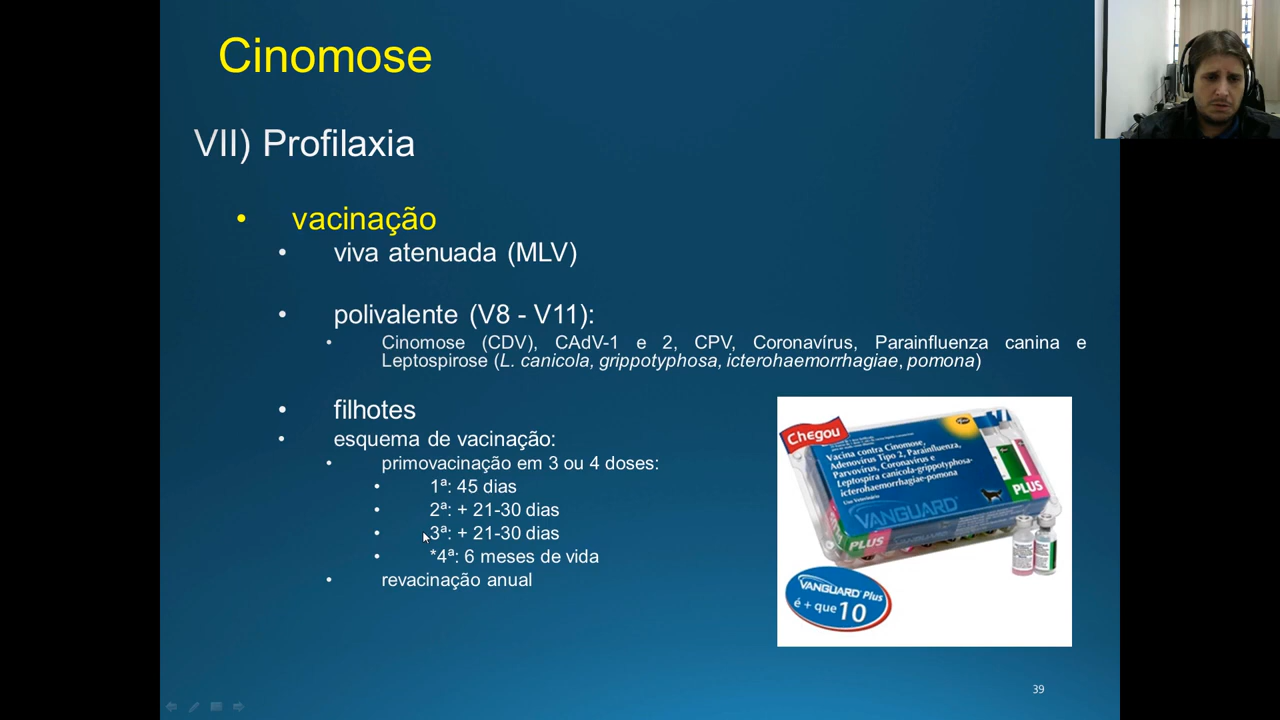 Cinomose
VII) Profilaxia
• vacinação
• viva atenuada (MLV)
• polivalente (V8 - V11):
• Cinomose (CDV), CAdV-1 e 2, CPV, Coronavírus, Parainfluenza canina e
Leptospirose (L. canicola, grippotyphosa, icterohaemorrhagiae, pomona)
• filhotes
• esquema de vacinação:
• primovacinação em 3 ou 4 doses:
• 1ª: 45 dias
• 2ª: + 21-30 dias
• 3ª: + 21-30 dias
• *4ª: 6 meses de vida
• revacinação anual
Chegou
Vacina contra Cinomose,
Adenovírus Tipo 2, Parainfluenza,
Parvovírus, Coronavírus e
Leptospira canicola-grippotyphosa-
icterohaemorrhagiae-pomona
Uso Veterinário
VANGUARD
PLUS
PLUS
VANGUARD Plus
é + que 10
39